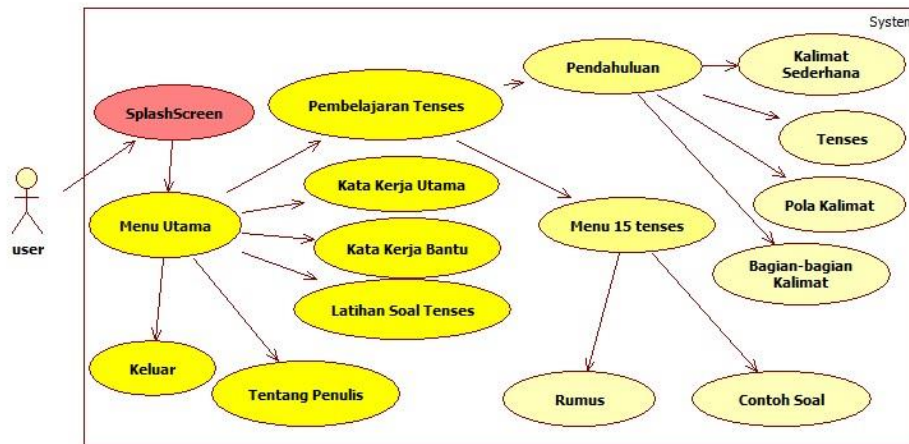 System
Pendahuluan
Kalimat
Sederhana
SplashScreen
Pembelajaran Tenses
Tenses
Kata Kerja Utama
Pola Kalimat
user
Menu Utama
Menu 15 tenses
Kata Kerja Bantu
Bagian-bagian
Kalimat
Latihan Soal Tenses
Keluar
Tentang Penulis
Rumus
Contoh Soal